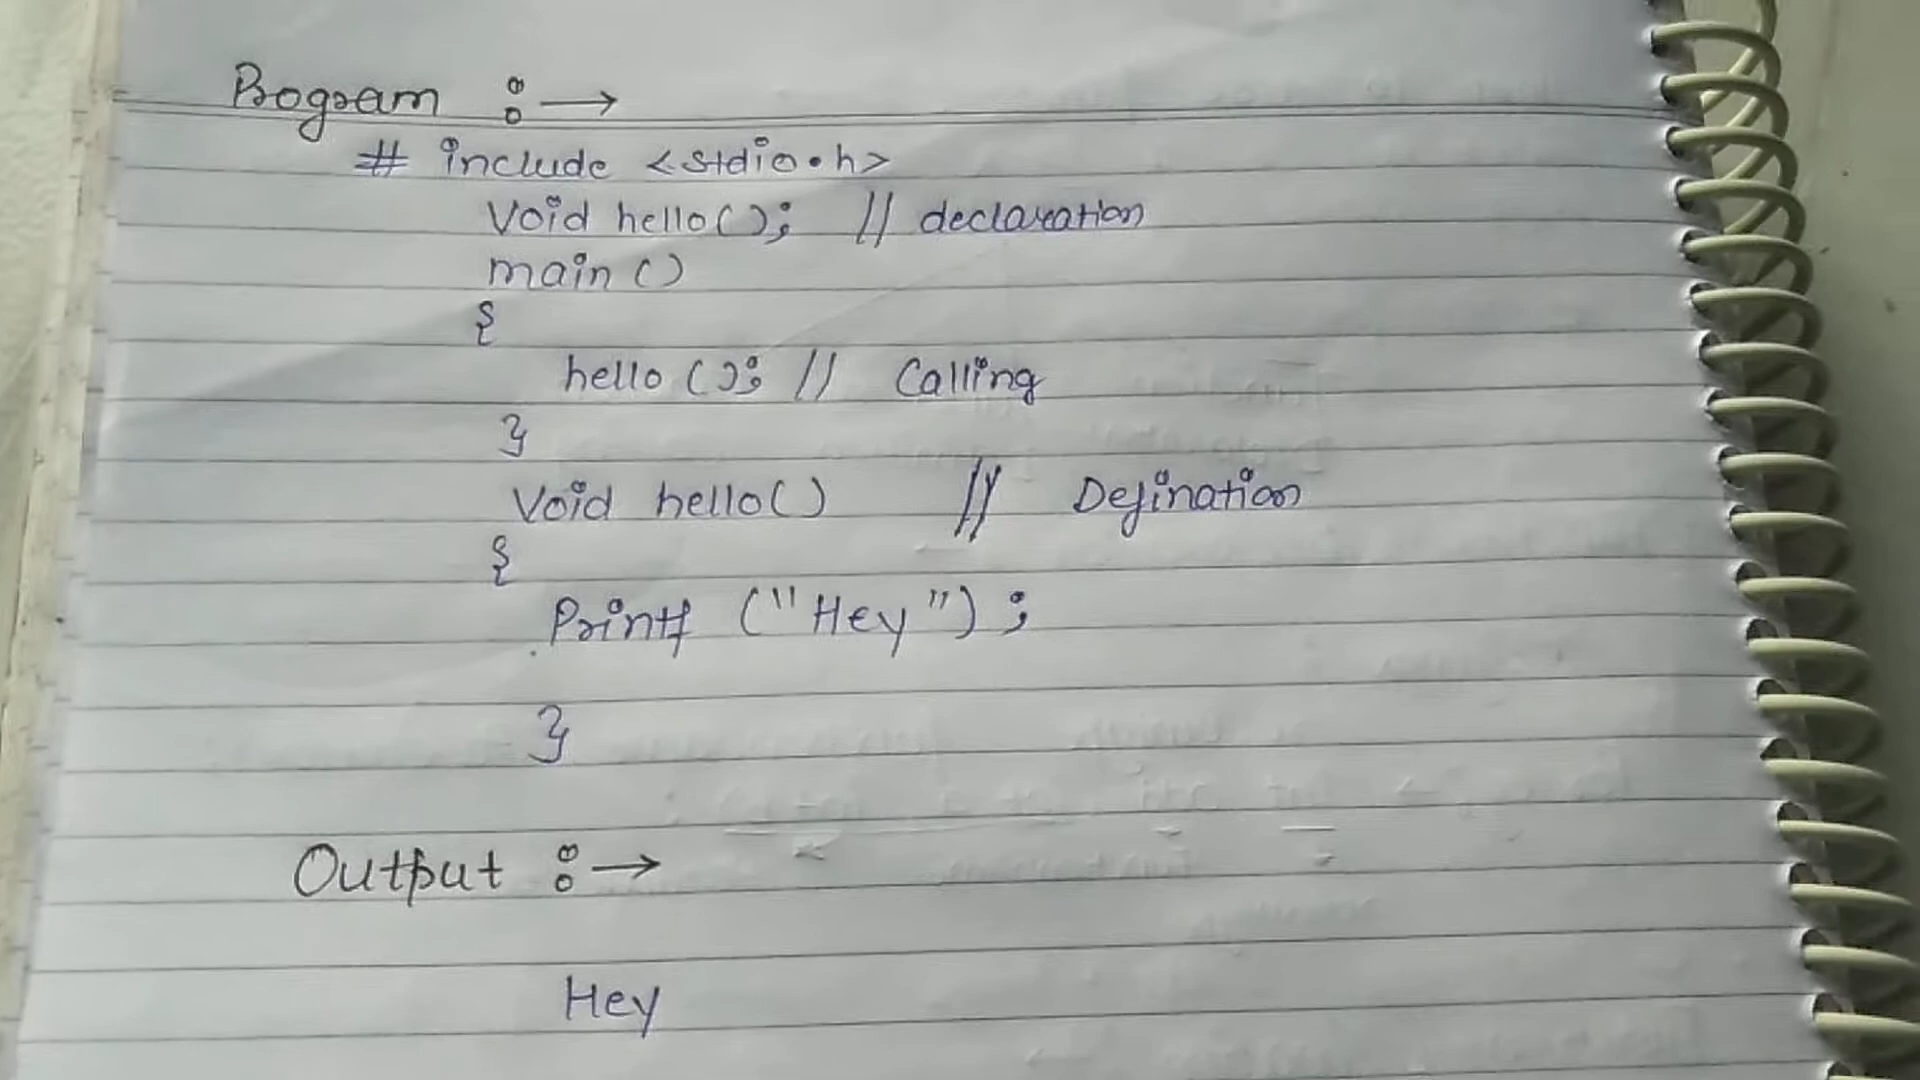 Program :→
# include <stdio.h>
Void hello(); // declaration
main ()
{
hello (); // Calling
}
Void hello() // Defination
{
Printf ("Hey") ;
}
Output :→
Hey